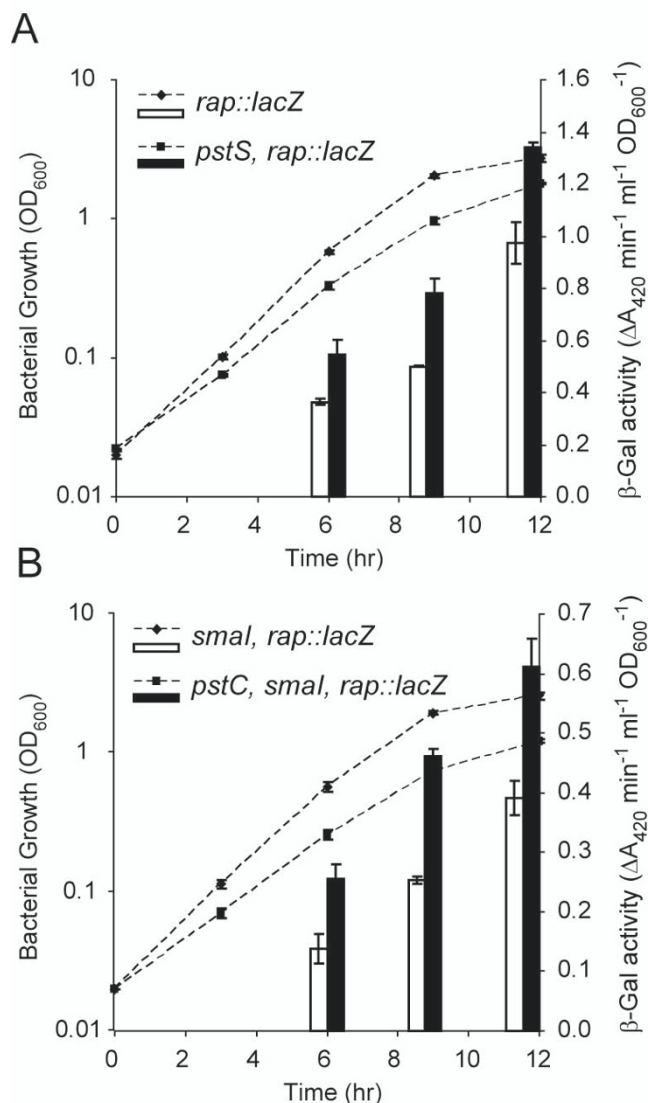 A
10
1
0.1
0.01
Bacterial Growth (OD600)
rap::lacZ
pstS, rap::lacZ
1.6
1.4
1.2
1.0
0.8
0.6
0.4
0.2
0.0
β-Gal activity (ΔA420 min-1 ml-1 OD600-1)
0 2 4 6 8 10 12
Time (hr)
B
10
1
0.1
0.01
Bacterial Growth (OD600)
smaI, rap::lacZ
pstC, smaI, rap::lacZ
0.7
0.6
0.5
0.4
0.3
0.2
0.1
0.0
β-Gal activity (ΔA420 min-1 ml-1 OD600-1)
0 2 4 6 8 10 12
Time (hr)